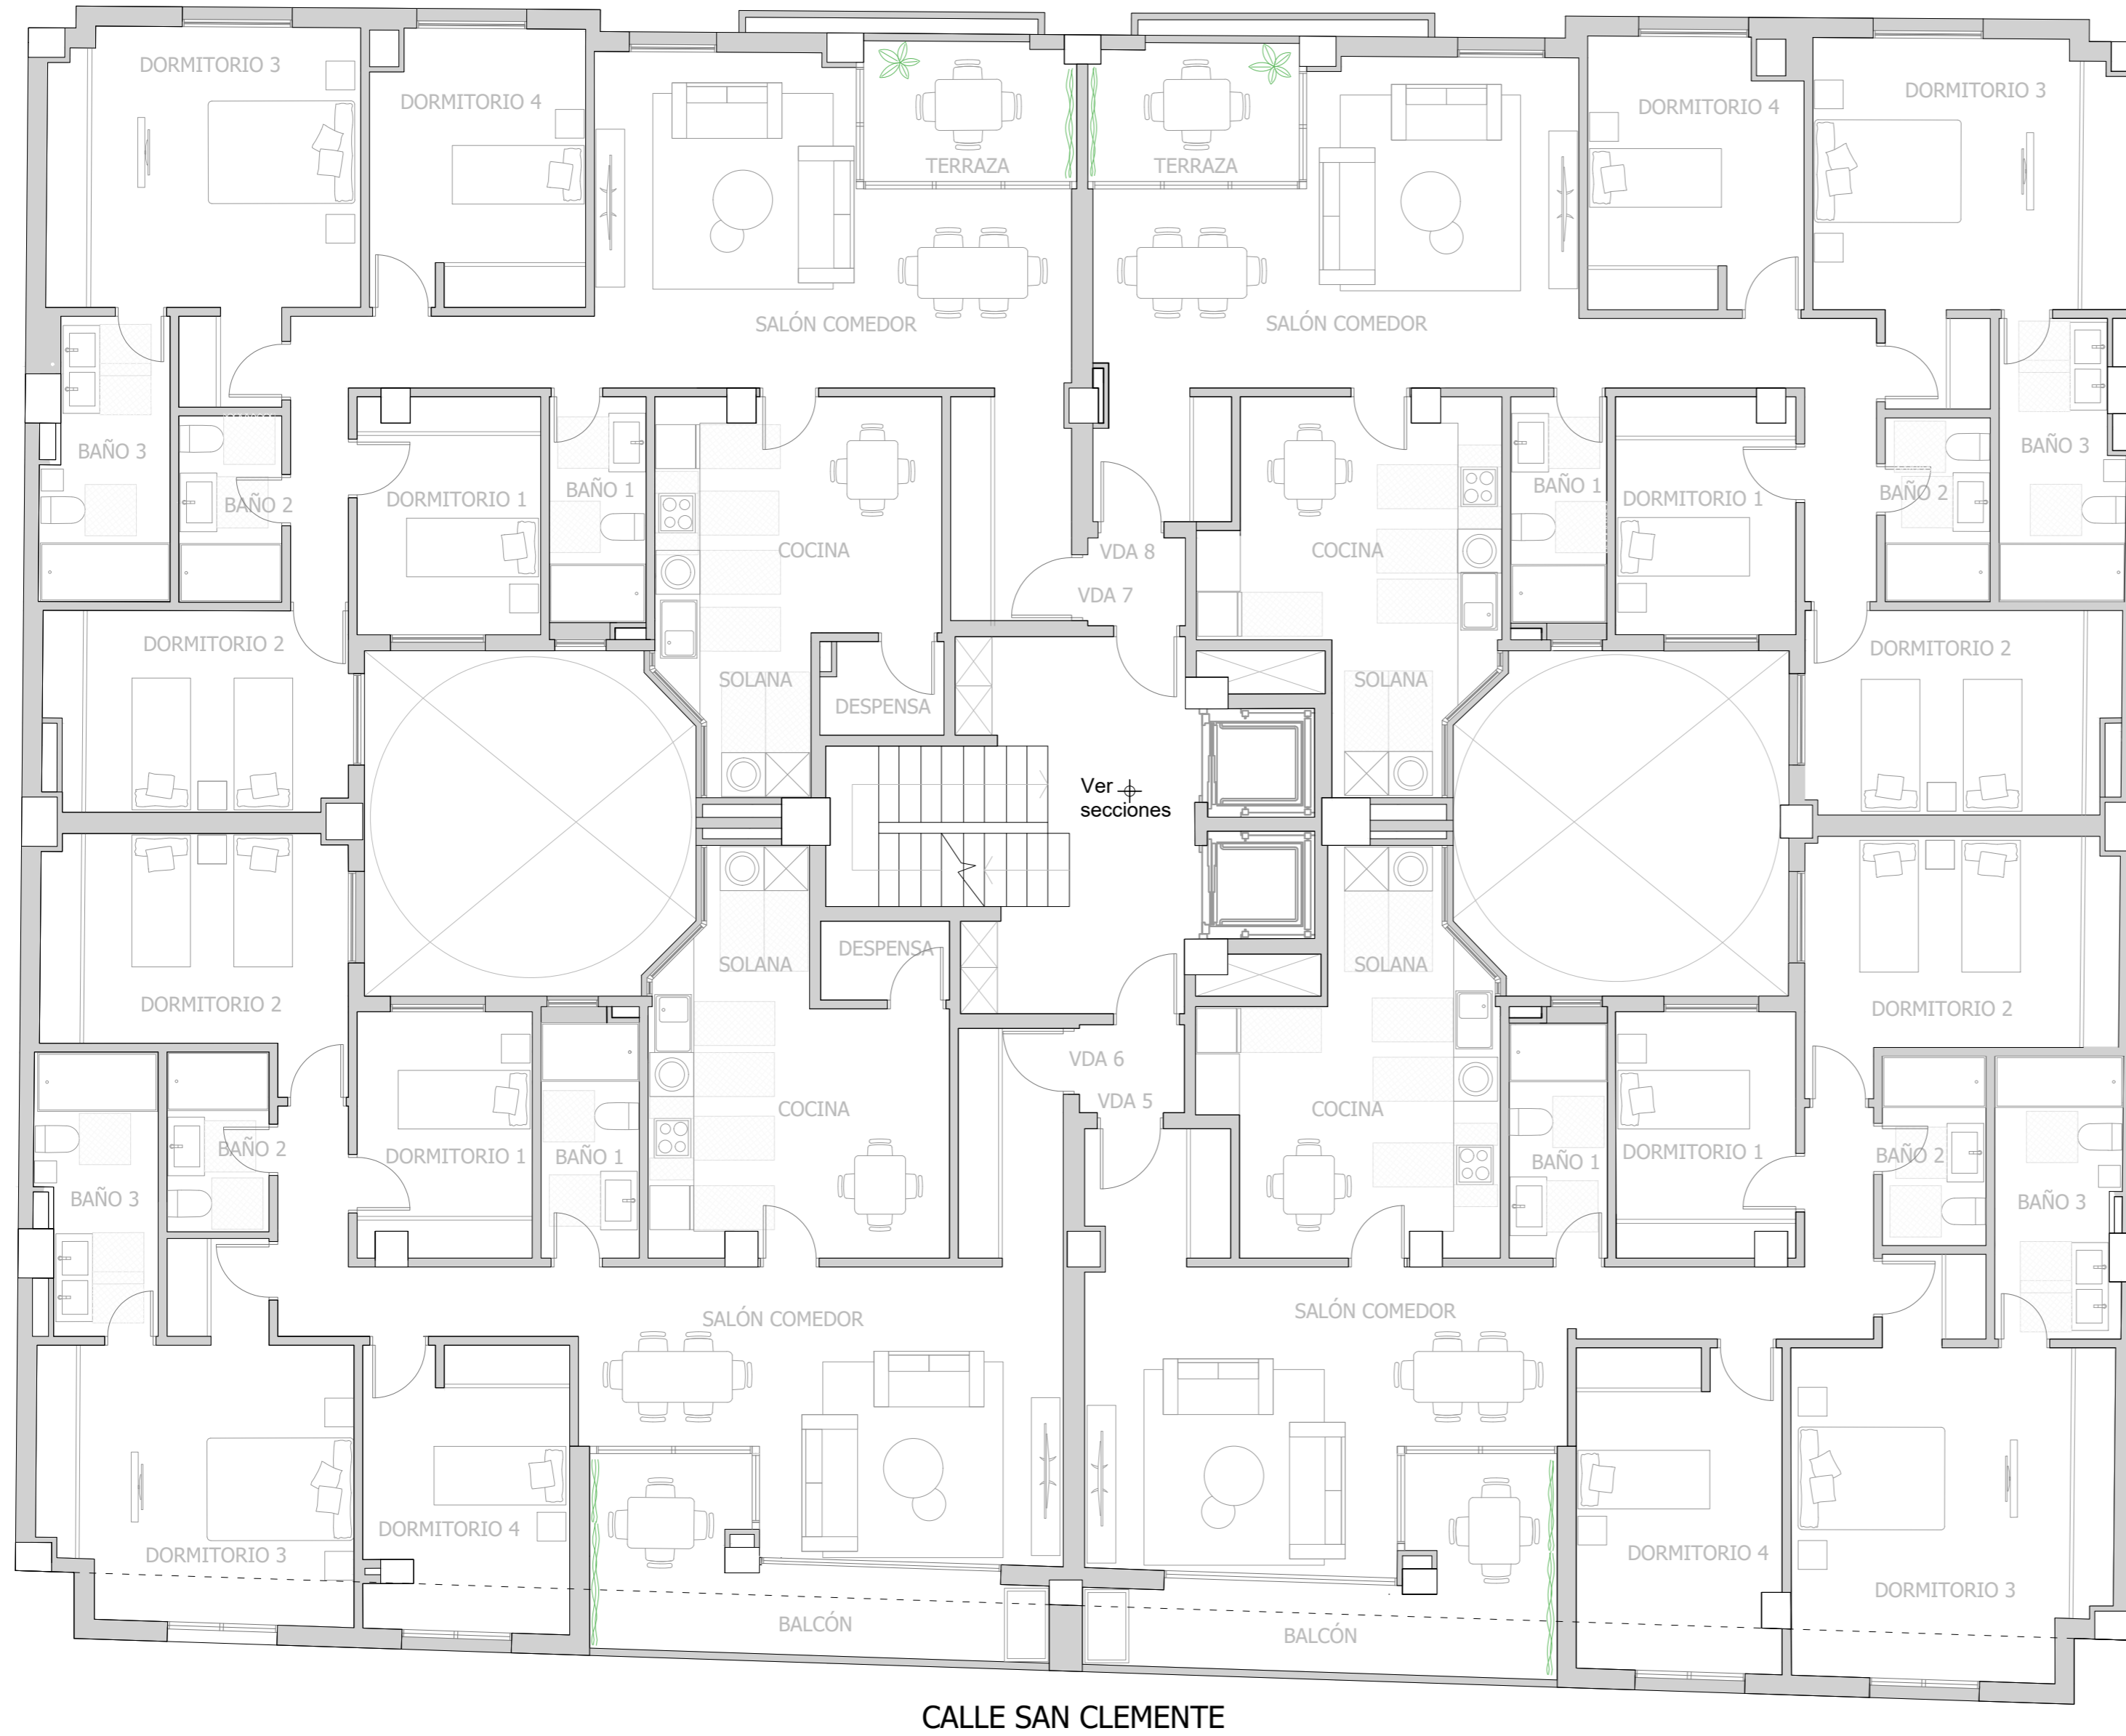 DORMITORIO 3
DORMITORIO 4
TERRAZA
TERRAZA
DORMITORIO 4
DORMITORIO 3
SALÓN COMEDOR
SALÓN COMEDOR
BAÑO 3
BAÑO 2
DORMITORIO 1
BAÑO 1
COCINA
VDA 8
VDA 7
COCINA
BAÑO 1
DORMITORIO 1
BAÑO 2
BAÑO 3
DORMITORIO 2
SOLANA
DESPENSA
SOLANA
DORMITORIO 2
Ver
secciones
DORMITORIO 2
SOLANA
DESPENSA
SOLANA
DORMITORIO 2
BAÑO 3
BAÑO 2
DORMITORIO 1
BAÑO 1
COCINA
VDA 6
VDA 5
COCINA
BAÑO 1
DORMITORIO 1
BAÑO 2
BAÑO 3
SALÓN COMEDOR
SALÓN COMEDOR
DORMITORIO 3
DORMITORIO 4
BALCÓN
BALCÓN
DORMITORIO 4
DORMITORIO 3
CALLE SAN CLEMENTE